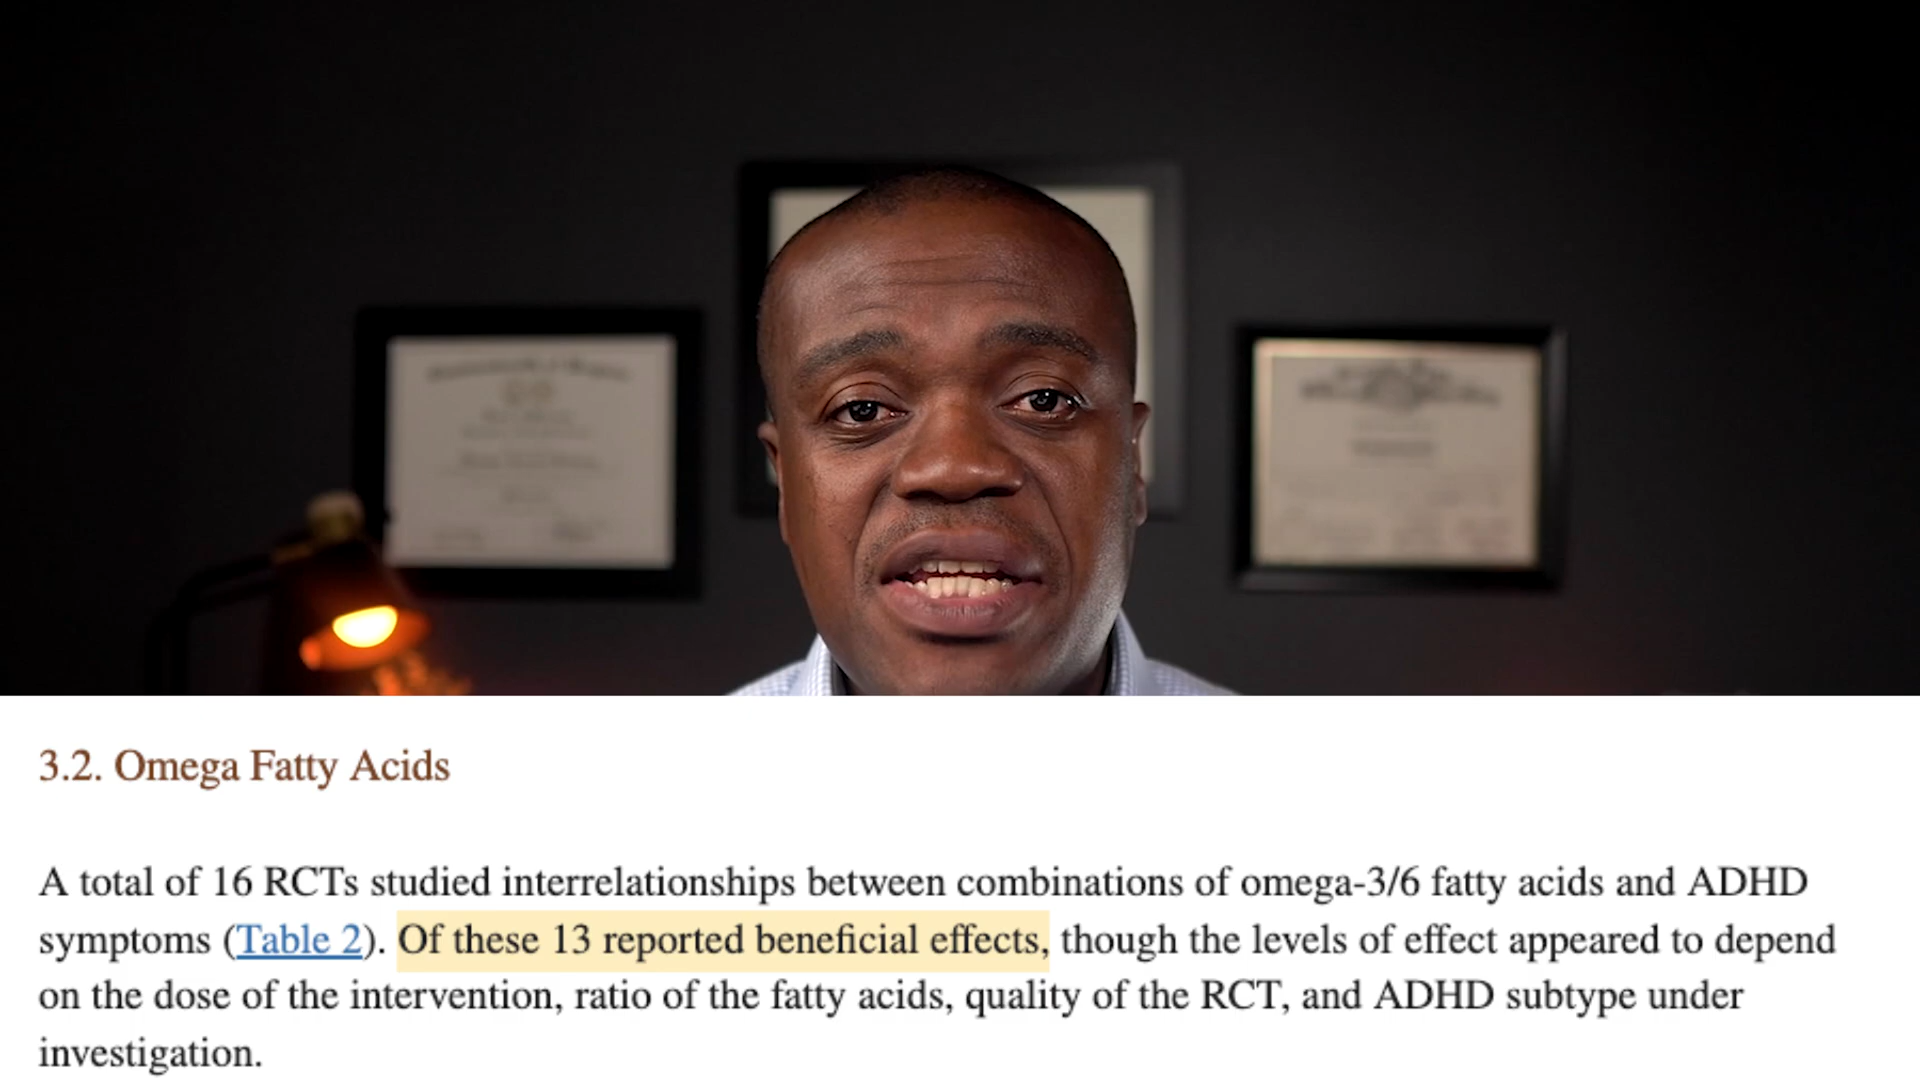 3.2. Omega Fatty Acids
A total of 16 RCTs studied interrelationships between combinations of omega-3/6 fatty acids and ADHD
symptoms (Table 2). Of these 13 reported beneficial effects, though the levels of effect appeared to depend
on the dose of the intervention, ratio of the fatty acids, quality of the RCT, and ADHD subtype under
investigation.